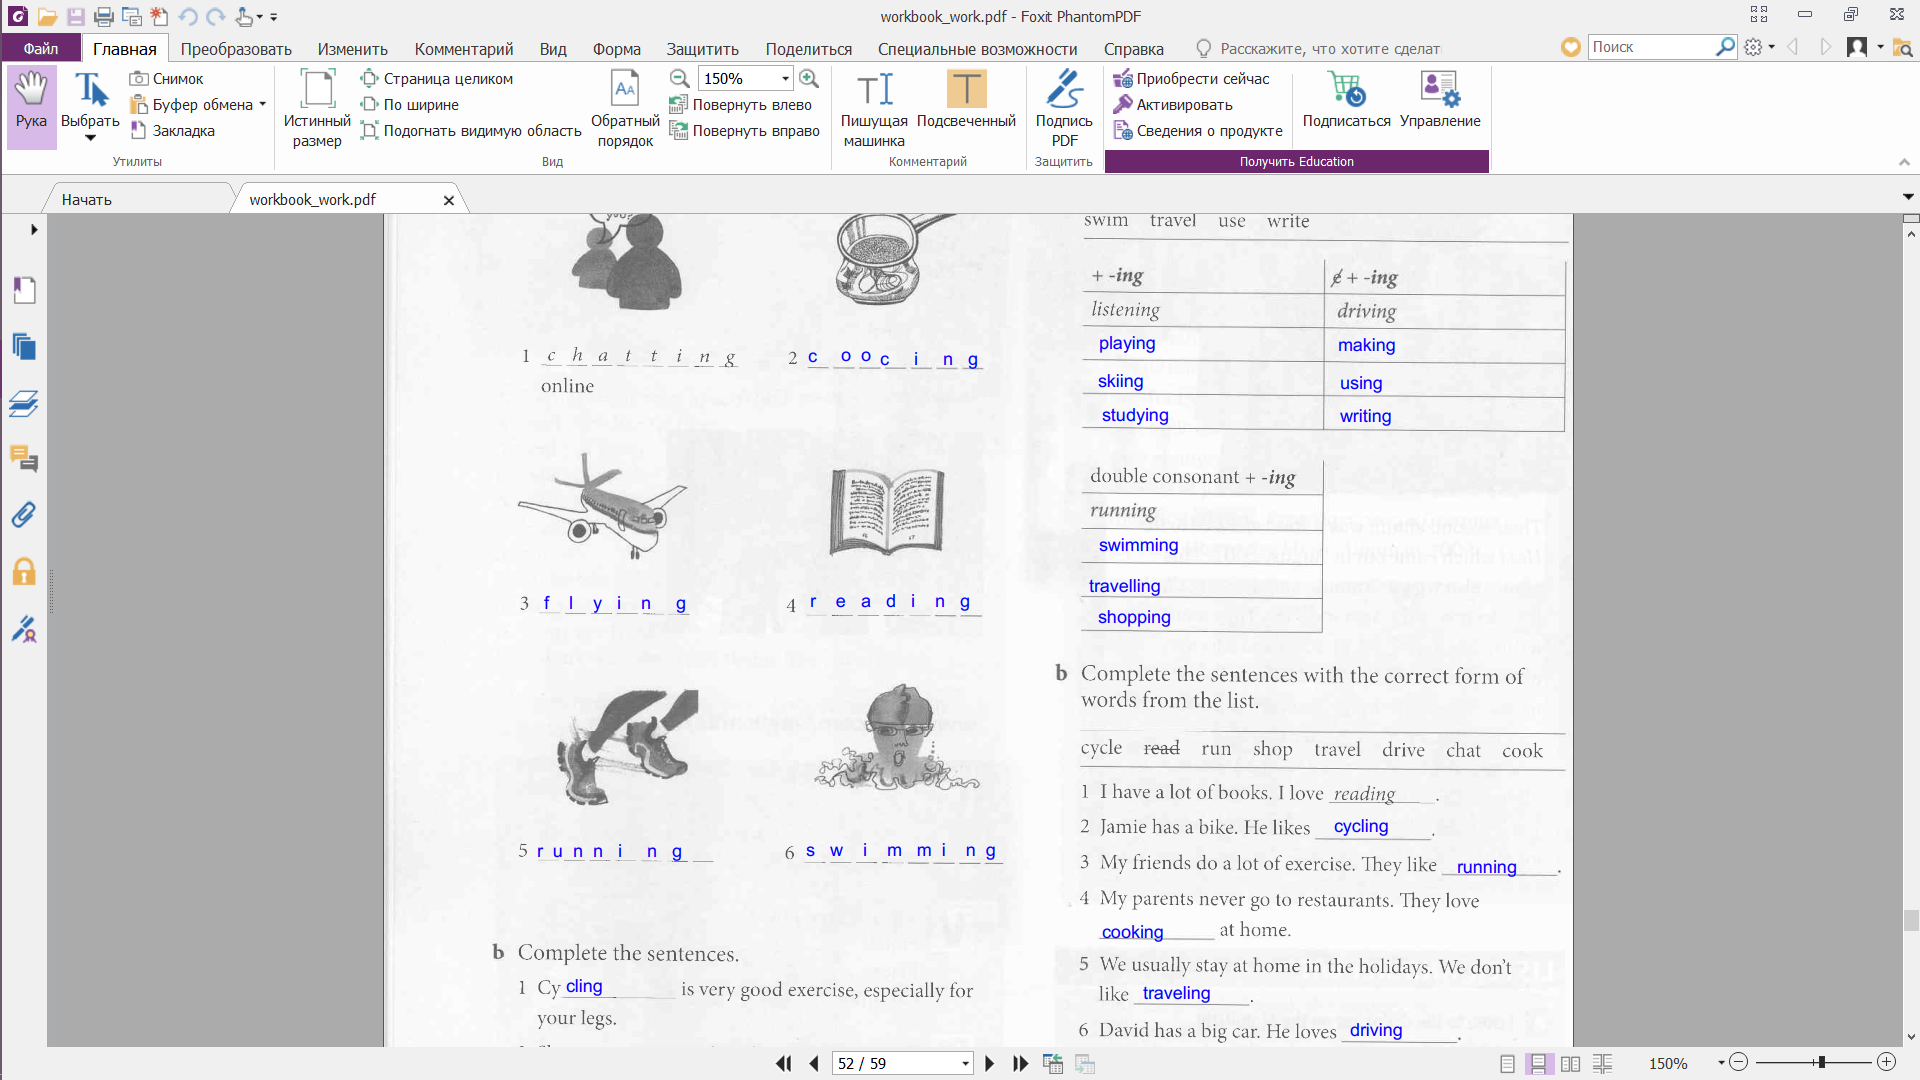 workbook_work.pdf - Foxit PhantomPDF
Файл Главная Преобразовать Изменить Комментарий Вид Форма Защитить Поделиться Специальные возможности Справка Расскажите, что хотите сделат Поиск
Рука
Выбрать
Снимок
Буфер обмена
Закладка
Утилиты
Истинный
размер
Страница целиком
По ширине
Подогнать видимую область
Обратный
порядок
150%
Повернуть влево
Повернуть вправо
Вид
Пишущая
машинка
Подсвеченный
Комментарий
Подпись
PDF
Защитить
Приобрести сейчас
Активировать
Сведения о продукте
Подписаться
Управление
Получить Education
Начать
workbook_work.pdf
1 c h a t t i n g
online
2 c o o c i n g
3 f l y i n g
4 r e a d i n g
5 r u n n i n g
6 s w i m m i n g
b Complete the sentences.
1 Cycling is very good exercise, especially for
your legs.
swim travel use write
+ -ing
listening
playing
skiing
studying
e + -ing
driving
making
using
writing
double consonant + -ing
running
swimming
travelling
shopping
b Complete the sentences with the correct form of
words from the list.
cycle read run shop travel drive chat cook
1 I have a lot of books. I love reading.
2 Jamie has a bike. He likes cycling.
3 My friends do a lot of exercise. They like running.
4 My parents never go to restaurants. They love
cooking at home.
5 We usually stay at home in the holidays. We don't
like traveling.
6 David has a big car. He loves driving.
52 / 59
150%